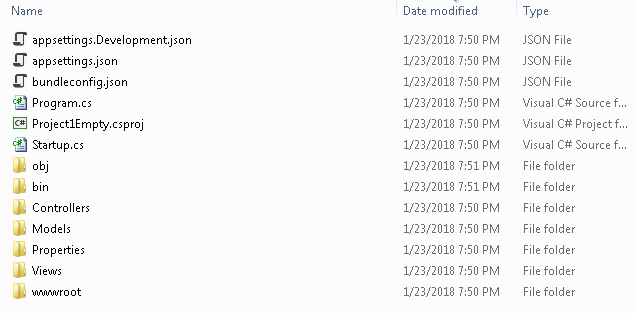 Name Date modified Type
appsettings.Development.json 1/23/2018 7:50 PM JSON File
appsettings.json 1/23/2018 7:50 PM JSON File
bundleconfig.json 1/23/2018 7:50 PM JSON File
Program.cs 1/23/2018 7:50 PM Visual C# Source f...
C# Project1Empty.csproj 1/23/2018 7:50 PM Visual C# Project f...
Startup.cs 1/23/2018 7:50 PM Visual C# Source f...
obj 1/23/2018 7:51 PM File folder
bin 1/23/2018 7:51 PM File folder
Controllers 1/23/2018 7:50 PM File folder
Models 1/23/2018 7:50 PM File folder
Properties 1/23/2018 7:50 PM File folder
Views 1/23/2018 7:50 PM File folder
wwwroot 1/23/2018 7:50 PM File folder